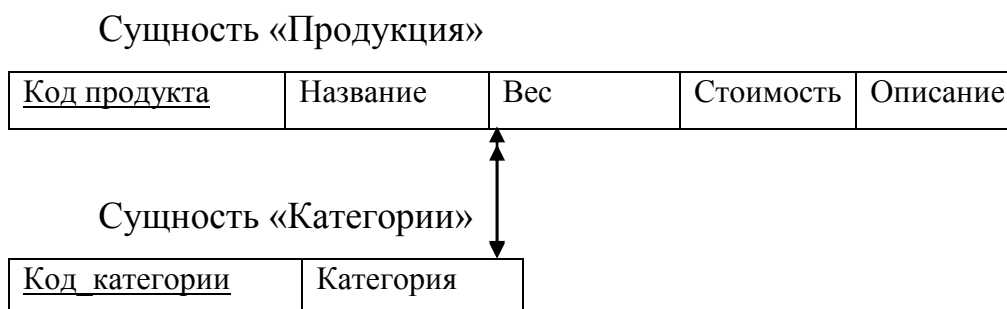 Сущность «Продукция»
Код продукта Название Вес Стоимость Описание
Сущность «Категории»
Код_категории Категория